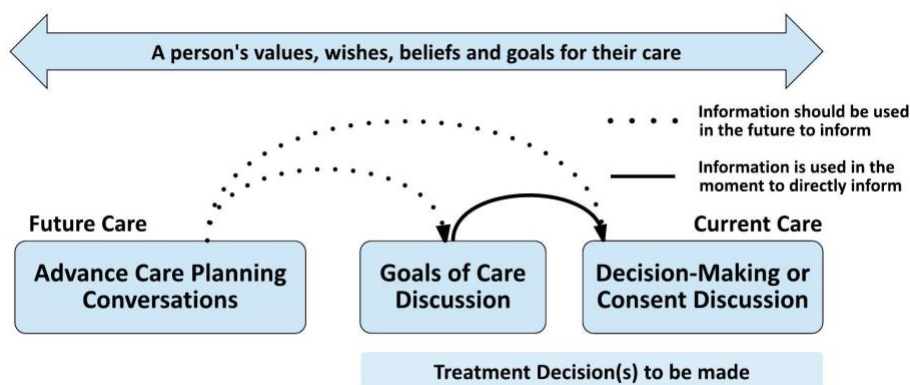 A person's values, wishes, beliefs and goals for their care
Information should be used
in the future to inform
Information is used in the
moment to directly inform
Future Care
Current Care
Advance Care Planning
Conversations
Goals of Care
Discussion
Decision-Making or
Consent Discussion
Treatment Decision(s) to be made